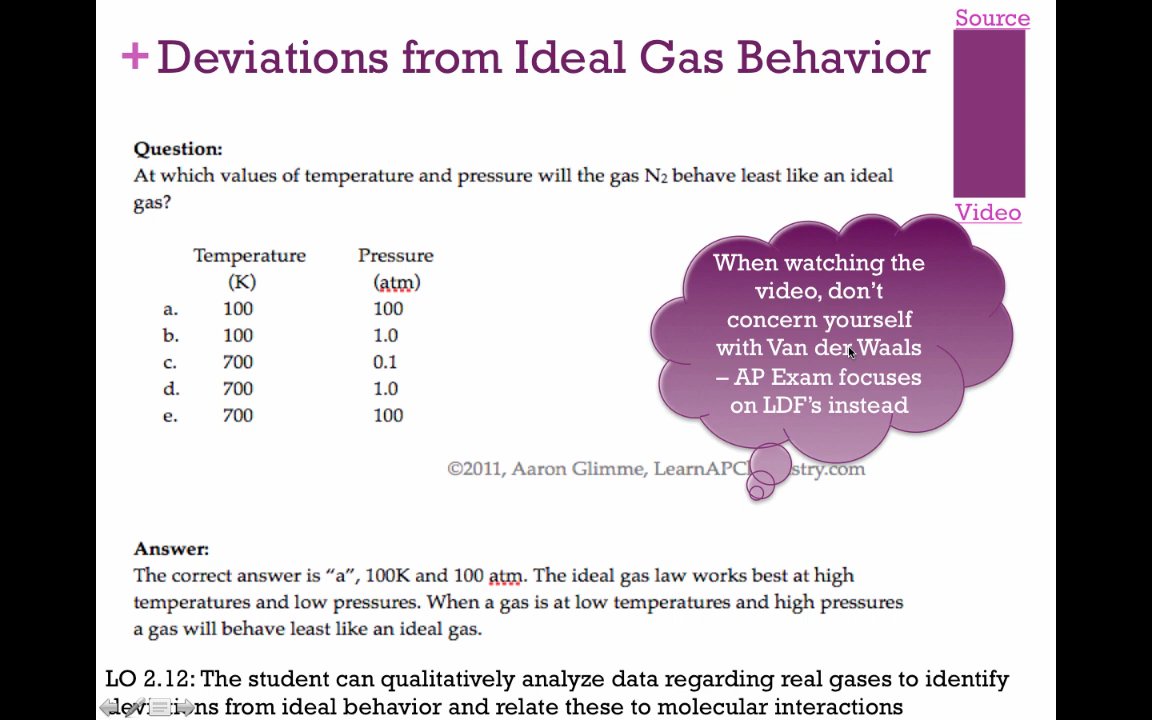 Source
+ Deviations from Ideal Gas Behavior
Question:
At which values of temperature and pressure will the gas N₂ behave least like an ideal
gas?
Video
Temperature Pressure
(K) (atm)
a. 100 100
b. 100 1.0
c. 700 0.1
d. 700 1.0
e. 700 100
When watching the
video, don't
concern yourself
with Van der Waals
– AP Exam focuses
on LDF's instead
©2011, Aaron Glimme, stry.com
Answer:
The correct answer is "a", 100K and 100 atm. The ideal gas law works best at high
temperatures and low pressures. When a gas is at low temperatures and high pressures
a gas will behave least like an ideal gas.
LO 2.12: The student can qualitatively analyze data regarding real gases to identify
deviations from ideal behavior and relate these to molecular interactions